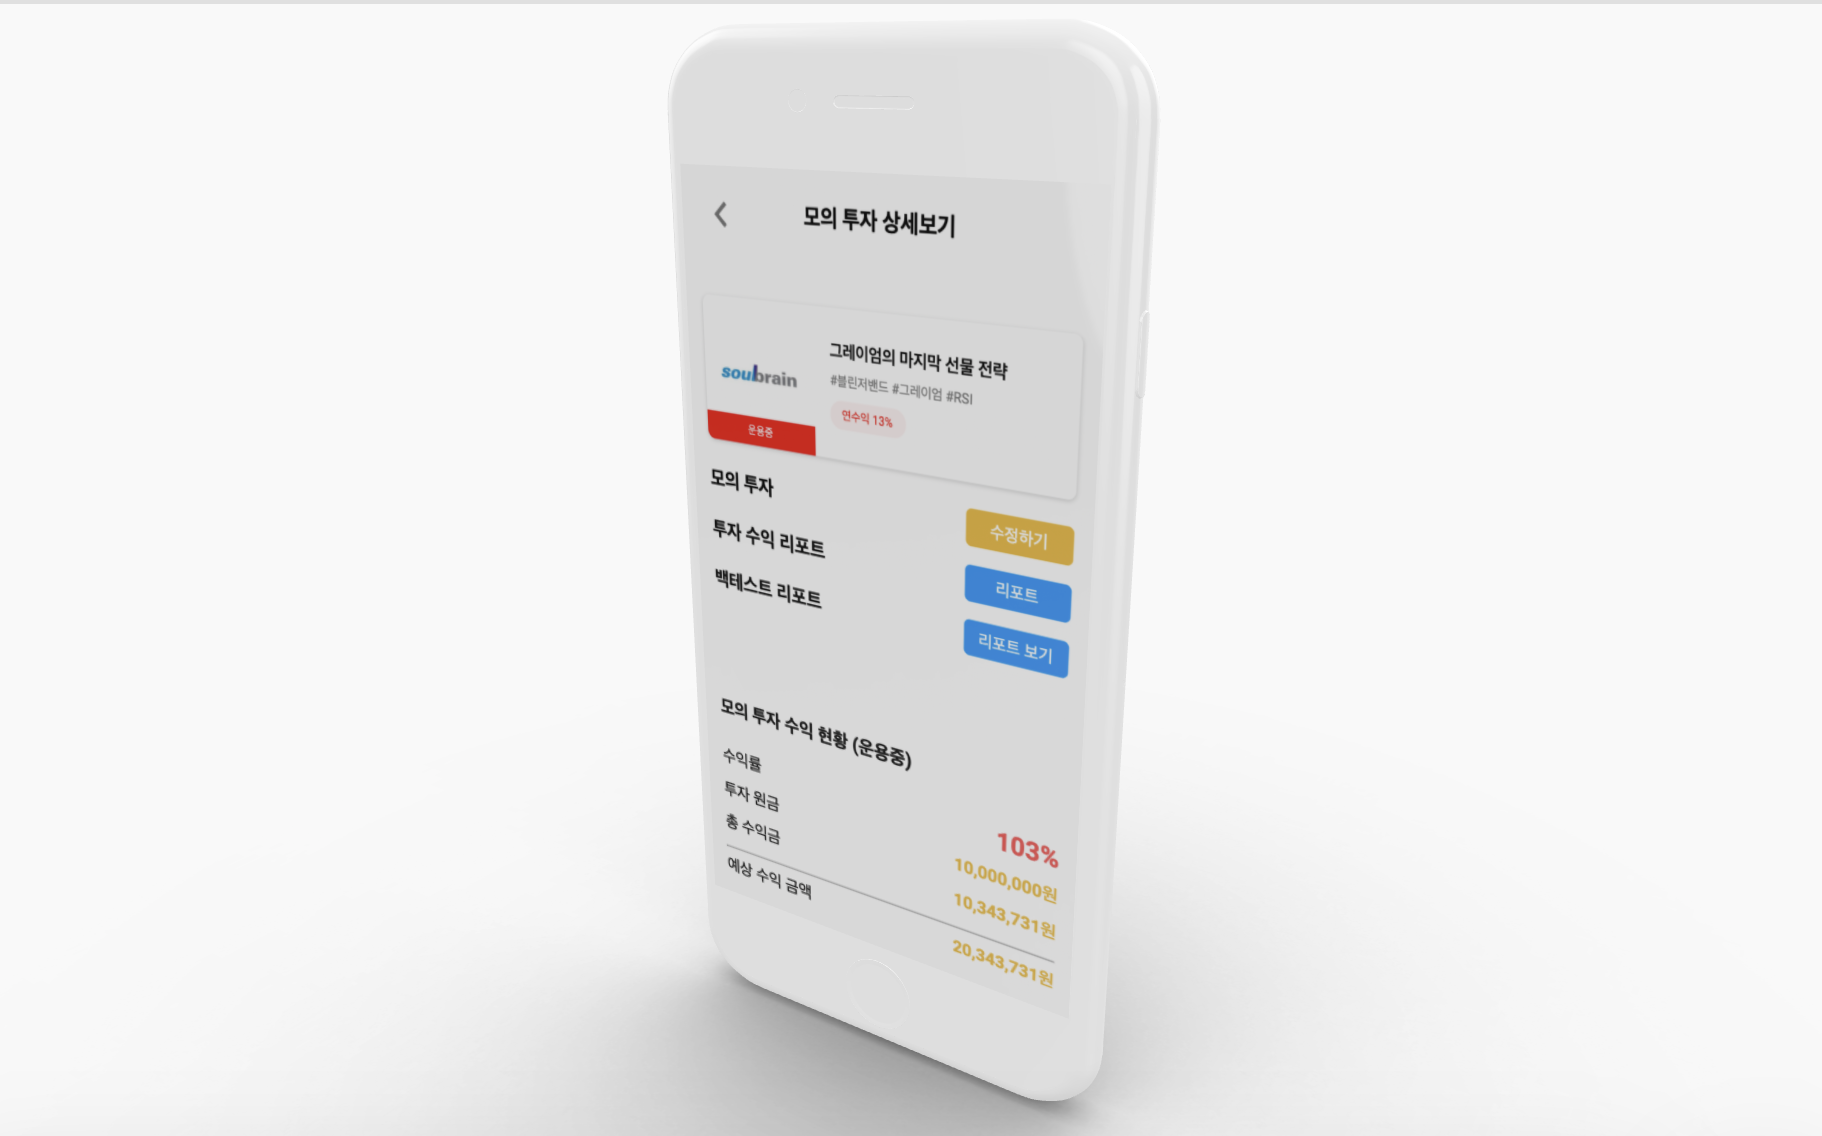 모의 투자 상세보기
soulbrain
운용중
그레이엄의 마지막 선물 전략
#블린저밴드 #그레이엄 #RSI
연수익 13%
모의 투자
수정하기
투자 수익 리포트
리포트
백테스트 리포트
리포트 보기
모의 투자 수익 현황 (운용중)
수익률
103%
투자 원금
10,000,000원
총 수익금
10,343,731원
예상 수익 금액
20,343,731원